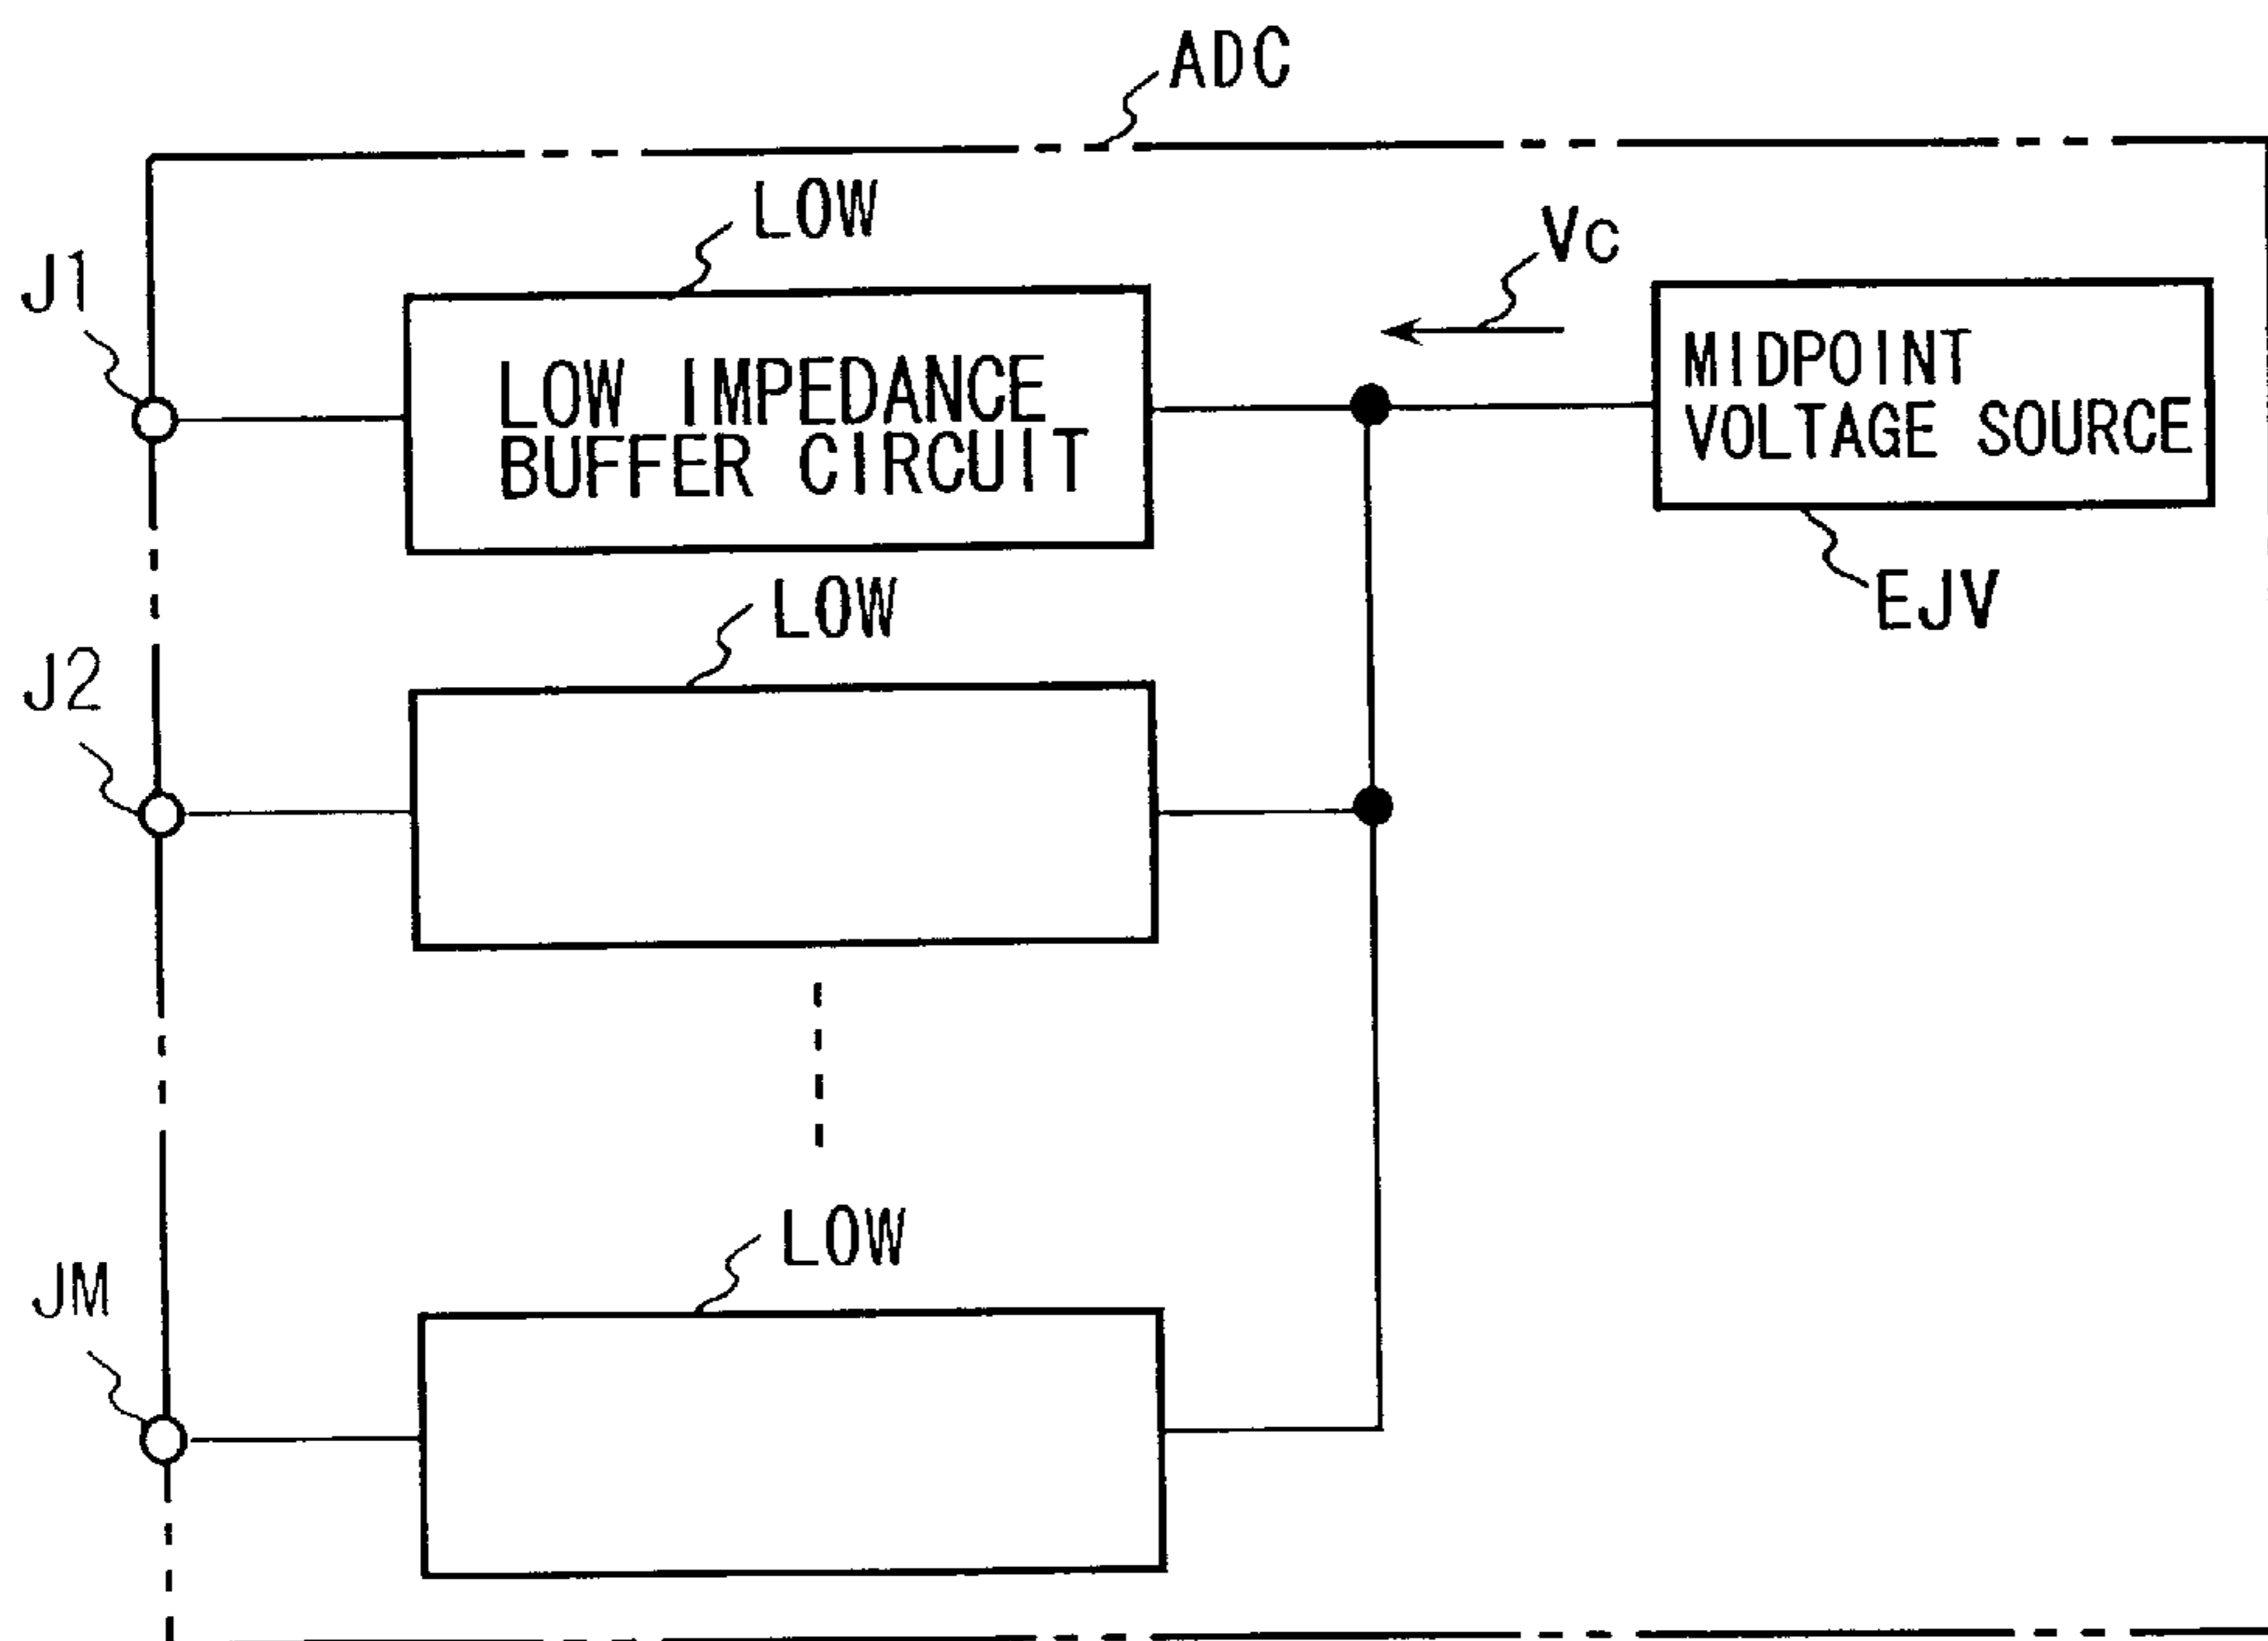 ADC
LOW
VC
J1
LOW IMPEDANCE
BUFFER CIRCUIT
MIDPOINT
VOLTAGE SOURCE
EJV
LOW
J2
LOW
JM